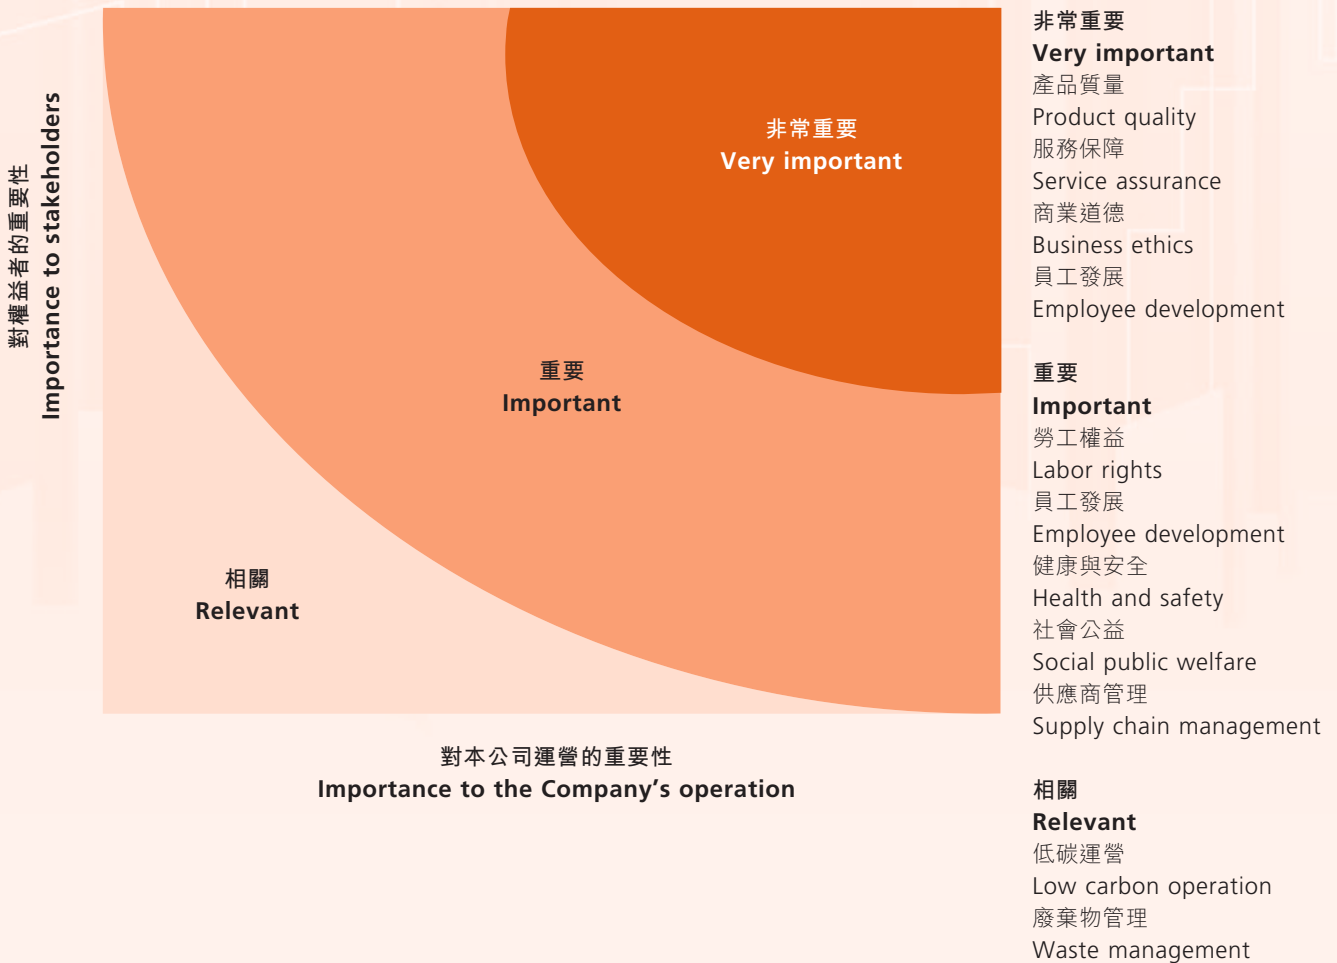 對權益者的重要性
Importance to stakeholders
非常重要
Very important
重要
Important
相關
Relevant
對本公司運營的重要性
Importance to the Company’s operation
非常重要
Very important
產品質量
Product quality
服務保障
Service assurance
商業道德
Business ethics
員工發展
Employee development
重要
Important
勞工權益
Labor rights
員工發展
Employee development
健康與安全
Health and safety
社會公益
Social public welfare
供應商管理
Supply chain management
相關
Relevant
低碳運營
Low carbon operation
廢棄物管理
Waste management